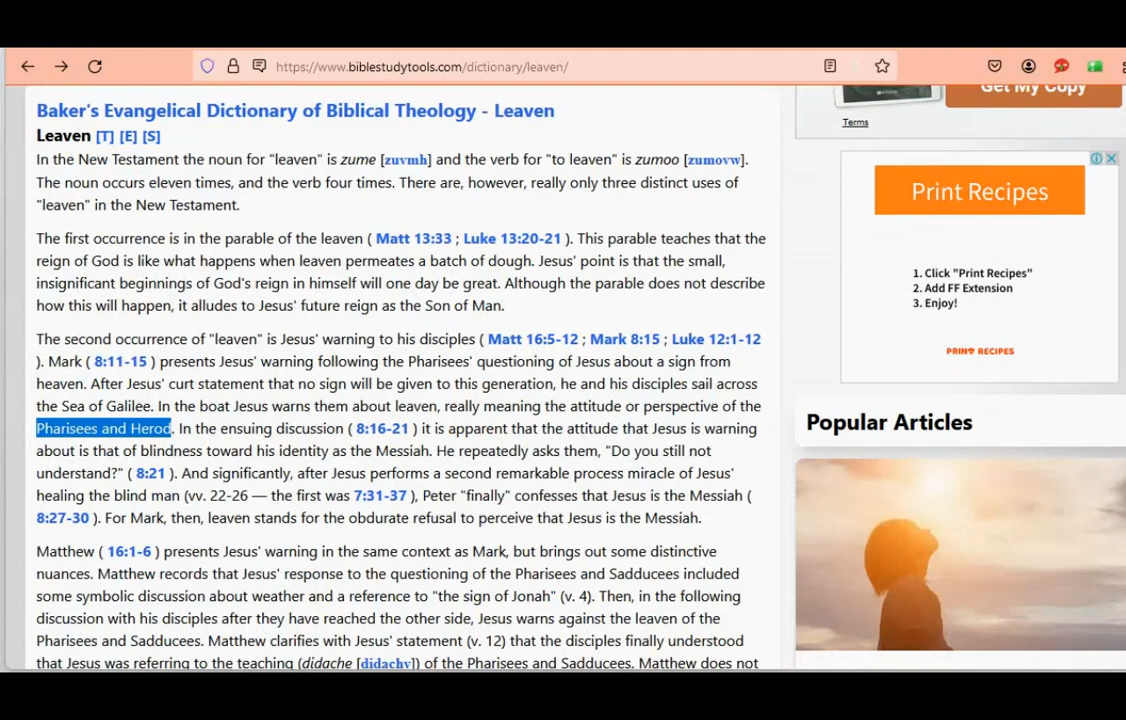 https://www.biblestudytools.com/dictionary/leaven/
Baker's Evangelical Dictionary of Biblical Theology - Leaven
Leaven [T] [E] [S]
In the New Testament the noun for "leaven" is zume [zuvmh] and the verb for "to leaven" is zumoo [zumovw].
The noun occurs eleven times, and the verb four times. There are, however, really only three distinct uses of
"leaven" in the New Testament.
The first occurrence is in the parable of the leaven ( Matt 13:33 ; Luke 13:20-21 ). This parable teaches that the
reign of God is like what happens when leaven permeates a batch of dough. Jesus' point is that the small,
insignificant beginnings of God's reign in himself will one day be great. Although the parable does not describe
how this will happen, it alludes to Jesus' future reign as the Son of Man.
The second occurrence of "leaven" is Jesus' warning to his disciples ( Matt 16:5-12 ; Mark 8:15 ; Luke 12:1-12
). Mark ( 8:11-15 ) presents Jesus' warning following the Pharisees' questioning of Jesus about a sign from
heaven. After Jesus' curt statement that no sign will be given to this generation, he and his disciples sail across
the Sea of Galilee. In the boat Jesus warns them about leaven, really meaning the attitude or perspective of the
Pharisees and Herod. In the ensuing discussion ( 8:16-21 ) it is apparent that the attitude that Jesus is warning
about is that of blindness toward his identity as the Messiah. He repeatedly asks them, "Do you still not
understand?" ( 8:21 ). And significantly, after Jesus performs a second remarkable process miracle of Jesus'
healing the blind man (vv. 22-26 — the first was 7:31-37 ), Peter "finally" confesses that Jesus is the Messiah (
8:27-30 ). For Mark, then, leaven stands for the obdurate refusal to perceive that Jesus is the Messiah.
Matthew ( 16:1-6 ) presents Jesus' warning in the same context as Mark, but brings out some distinctive
nuances. Matthew records that Jesus' response to the questioning of the Pharisees and Sadducees included
some symbolic discussion about weather and a reference to "the sign of Jonah" (v. 4). Then, in the following
discussion with his disciples after they have reached the other side, Jesus warns against the leaven of the
Pharisees and Sadducees. Matthew clarifies with Jesus' statement (v. 12) that the disciples finally understood
that Jesus was referring to the teaching (didache [didachv]) of the Pharisees and Sadducees. Matthew does not
Get My Copy
Terms
Print Recipes
1. Click "Print Recipes"
2. Add FF Extension
3. Enjoy!
PRINT RECIPES
Popular Articles